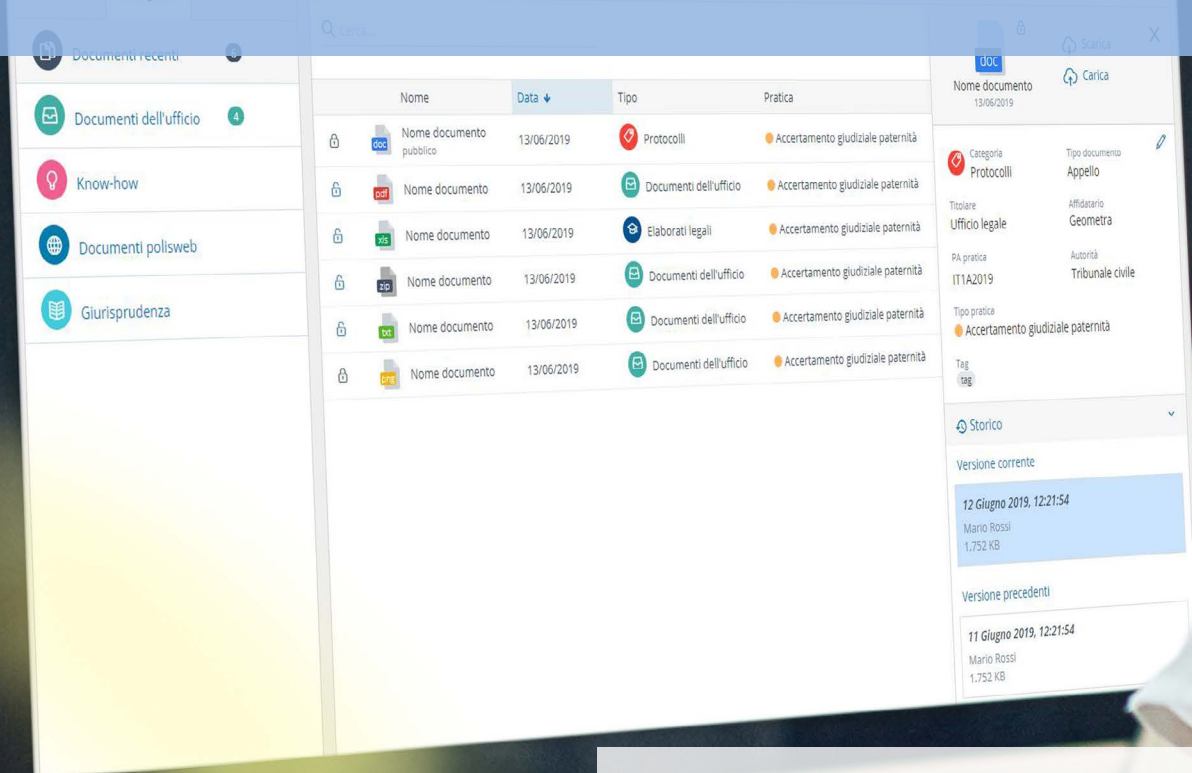 Documenti recenti
Documenti dell'ufficio 4
Know-how
Documenti polisweb
Giurisprudenza
Cerca...
Nome Data Tipo Pratica
doc Nome documento 13/06/2019 Protocolli Accertamento giudiziale paternità
pubblico
pdf Nome documento 13/06/2019 Documenti dell'ufficio Accertamento giudiziale paternità
xls Nome documento 13/06/2019 Elaborati legali Accertamento giudiziale paternità
zip Nome documento 13/06/2019 Documenti dell'ufficio Accertamento giudiziale paternità
txt Nome documento 13/06/2019 Documenti dell'ufficio Accertamento giudiziale paternità
png Nome documento 13/06/2019 Documenti dell'ufficio Accertamento giudiziale paternità
Scarica
doc
Carica
Nome documento
13/06/2019
Categoria Tipo documento
Protocolli Appello
Titolare Affidatario
Ufficio legale Geometra
PA pratica Autorità
IT1A2019 Tribunale civile
Tipo pratica
Accertamento giudiziale paternità
Tag
tag
Storico
Versione corrente
12 Giugno 2019, 12:21:54
Mario Rossi
1.752 KB
Versione precedenti
11 Giugno 2019, 12:21:54
Mario Rossi
1.752 KB